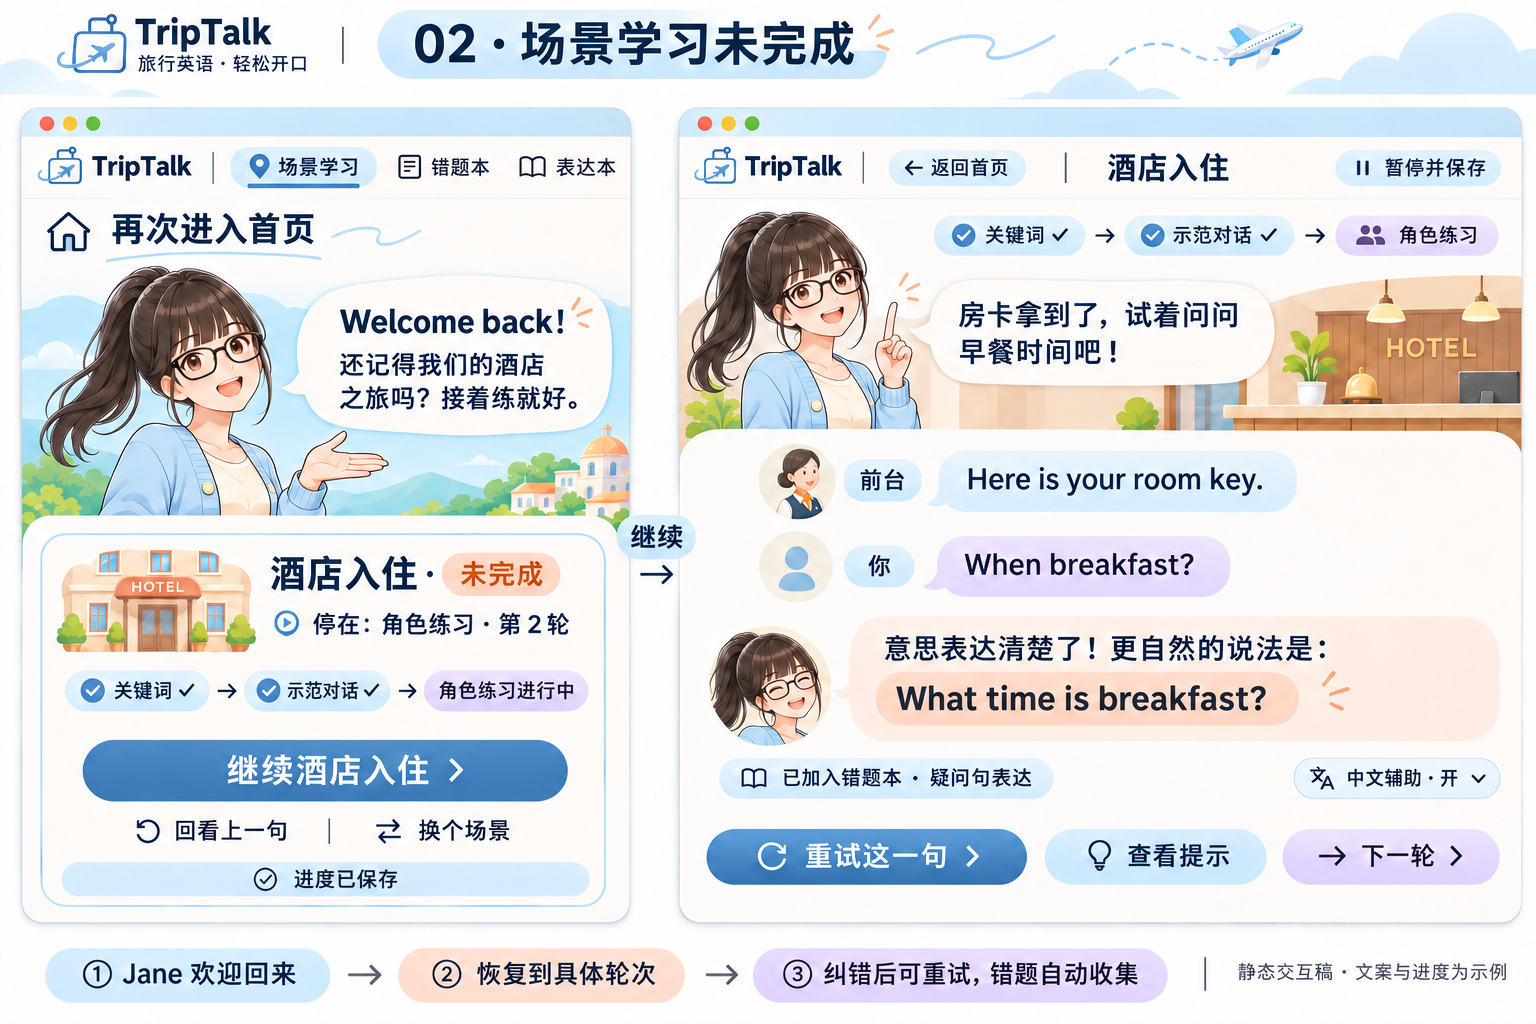 TripTalk
旅行英语 · 轻松开口
02 · 场景学习未完成
TripTalk
场景学习
错题本
表达本
再次进入首页
Welcome back!
还记得我们的酒店
之旅吗？接着练就好。
HOTEL
酒店入住 · 未完成
停在：角色练习 · 第 2 轮
关键词 ✓ → 示范对话 ✓ → 角色练习进行中
继续酒店入住 >
回看上一句 | 换个场景
进度已保存
继续
→
TripTalk
← 返回首页
酒店入住
暂停并保存
关键词 ✓ → 示范对话 ✓ → 角色练习
房卡拿到了，试着问问
早餐时间吧！
HOTEL
前台
Here is your room key.
你
When breakfast?
意思表达清楚了！更自然的说法是：
What time is breakfast?
已加入错题本 · 疑问句表达
文A 中文辅助 · 开
重试这一句 >
查看提示
→ 下一轮 >
① Jane 欢迎回来 → ② 恢复到具体轮次 → ③ 纠错后可重试, 错题自动收集
静态交互稿 · 文案与进度为示例